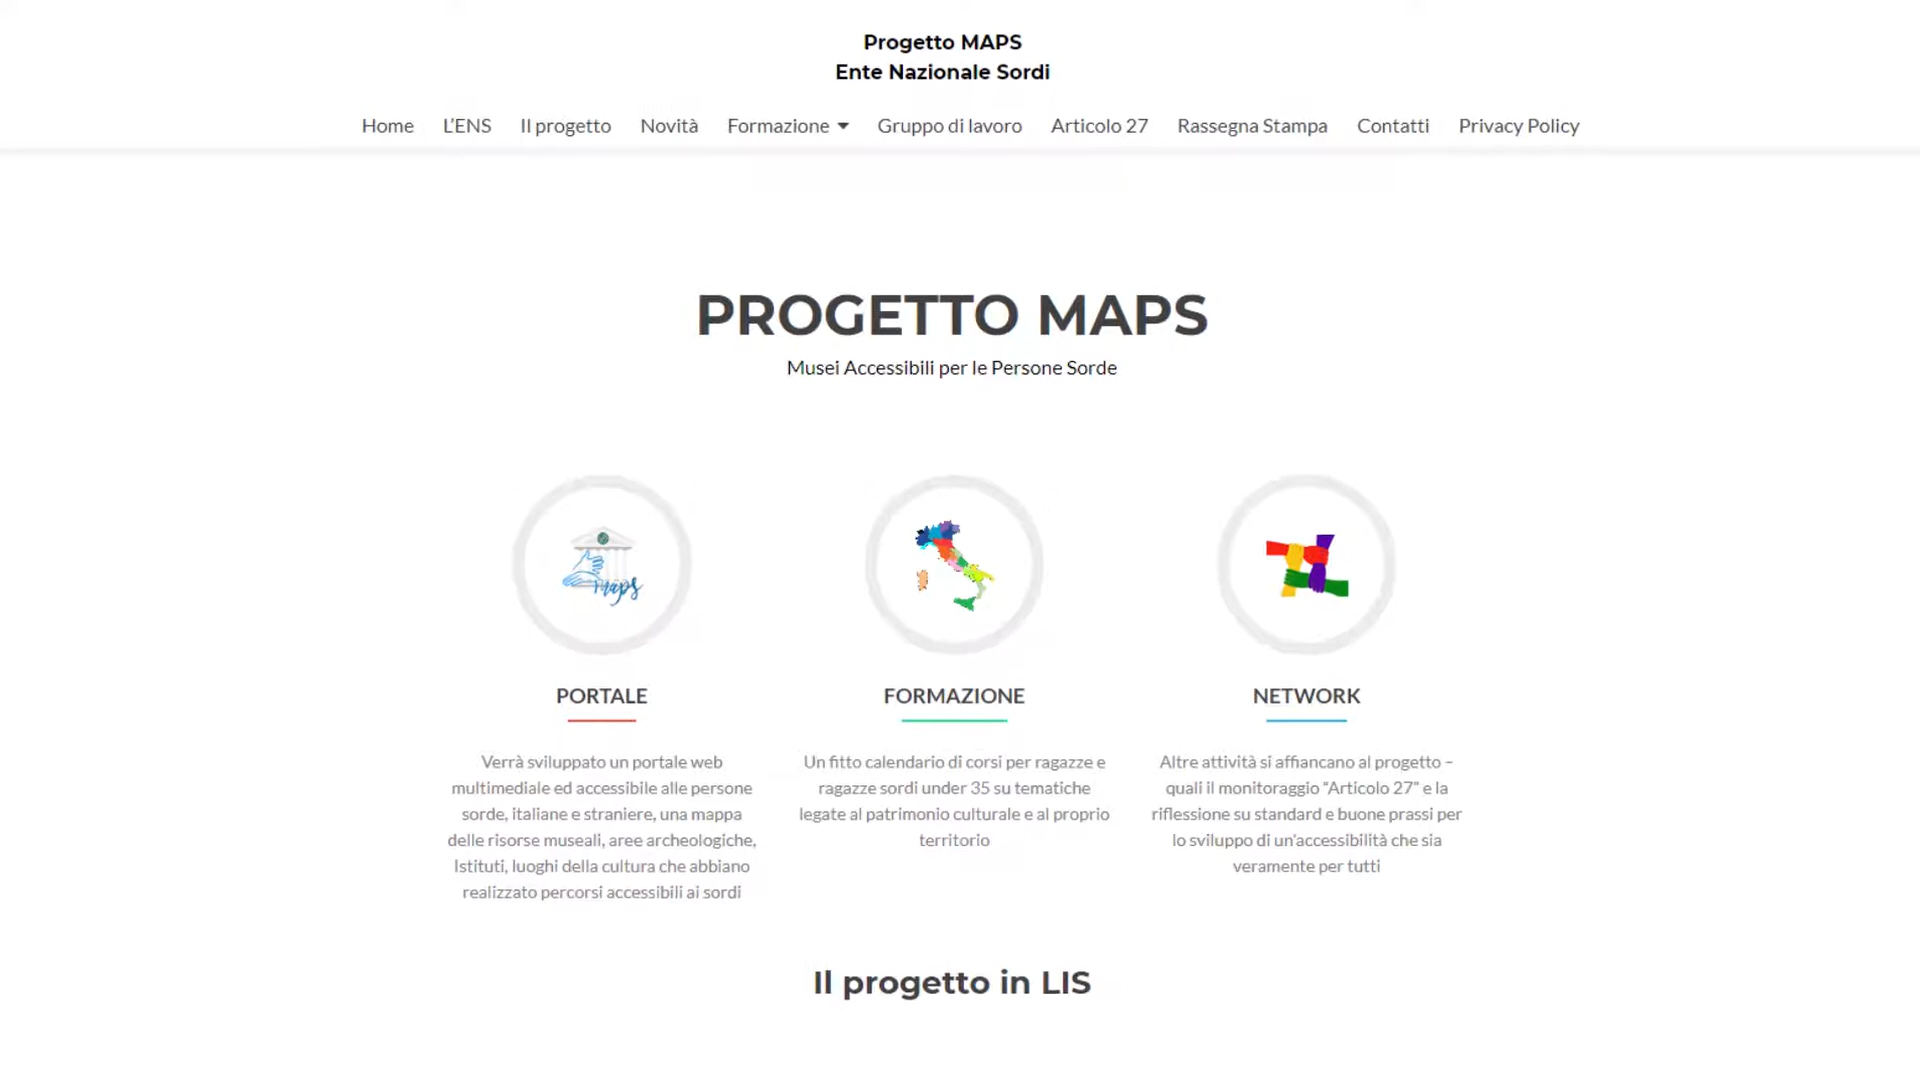 Progetto MAPS
Ente Nazionale Sordi
Home L'ENS Il progetto Novità Formazione Gruppo di lavoro Articolo 27 Rassegna Stampa Contatti Privacy Policy
PROGETTO MAPS
Musei Accessibili per le Persone Sorde
maps
PORTALE
Verrà sviluppato un portale web
multimediale ed accessibile alle persone
sorde, italiane e straniere, una mappa
delle risorse museali, aree archeologiche,
Istituti, luoghi della cultura che abbiano
realizzato percorsi accessibili ai sordi
FORMAZIONE
Un fitto calendario di corsi per ragazze e
ragazze sordi under 35 su tematiche
legate al patrimonio culturale e al proprio
territorio
NETWORK
Altre attività si affiancano al progetto –
quali il monitoraggio “Articolo 27” e la
riflessione su standard e buone prassi per
lo sviluppo di un'accessibilità che sia
veramente per tutti
Il progetto in LIS